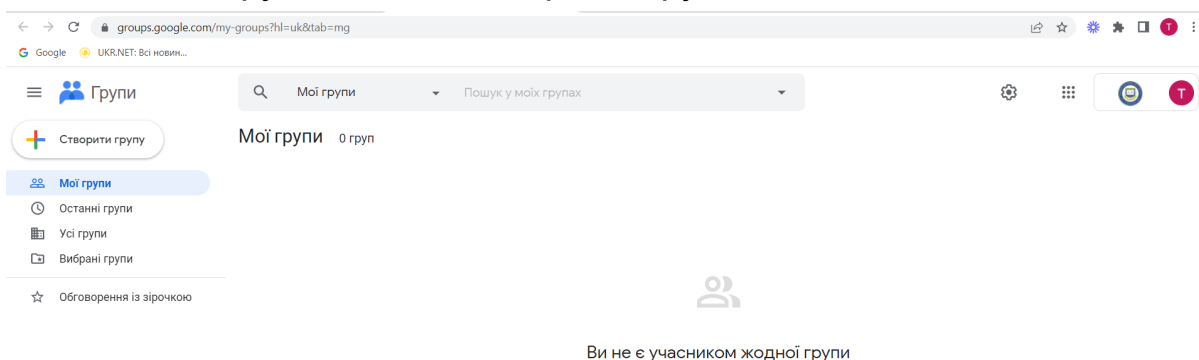 groups.google.com/my-groups?hl=uk&tab=mg
T
Google UKR.NET: Всі новин...
Групи
Мої групи
Пошук у моїх групах
T
Створити групу
Мої групи 0 груп
Мої групи
Останні групи
Усі групи
Вибрані групи
Обговорення із зірочкою
Ви не є учасником жодної групи